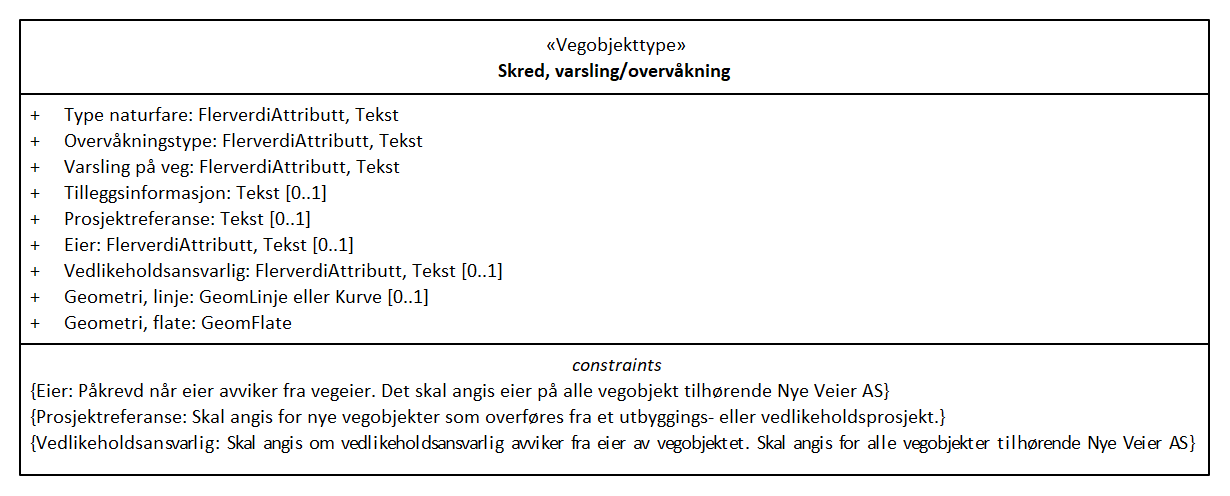 «Vegobjekttype»
Skred, varsling/overvåkning
+ Type naturfare: FlerverdiAttributt, Tekst
+ Overvåkningstype: FlerverdiAttributt, Tekst
+ Varsling på veg: FlerverdiAttributt, Tekst
+ Tilleggsinformasjon: Tekst [0..1]
+ Prosjektreferanse: Tekst [0..1]
+ Eier: FlerverdiAttributt, Tekst [0..1]
+ Vedlikeholdsansvarlig: FlerverdiAttributt, Tekst [0..1]
+ Geometri, linje: GeomLinje eller Kurve [0..1]
+ Geometri, flate: GeomFlate
constraints
{Eier: Påkrevd når eier avviker fra vegeier. Det skal angis eier på alle vegobjekt tilhørende Nye Veier AS}
{Prosjektreferanse: Skal angis for nye vegobjekter som overføres fra et utbyggings- eller vedlikeholdsprosjekt.}
{Vedlikeholdsansvarlig: Skal angis om vedlikeholdsansvarlig avviker fra eier av vegobjektet. Skal angis for alle vegobjekter tilhørende Nye Veier AS}